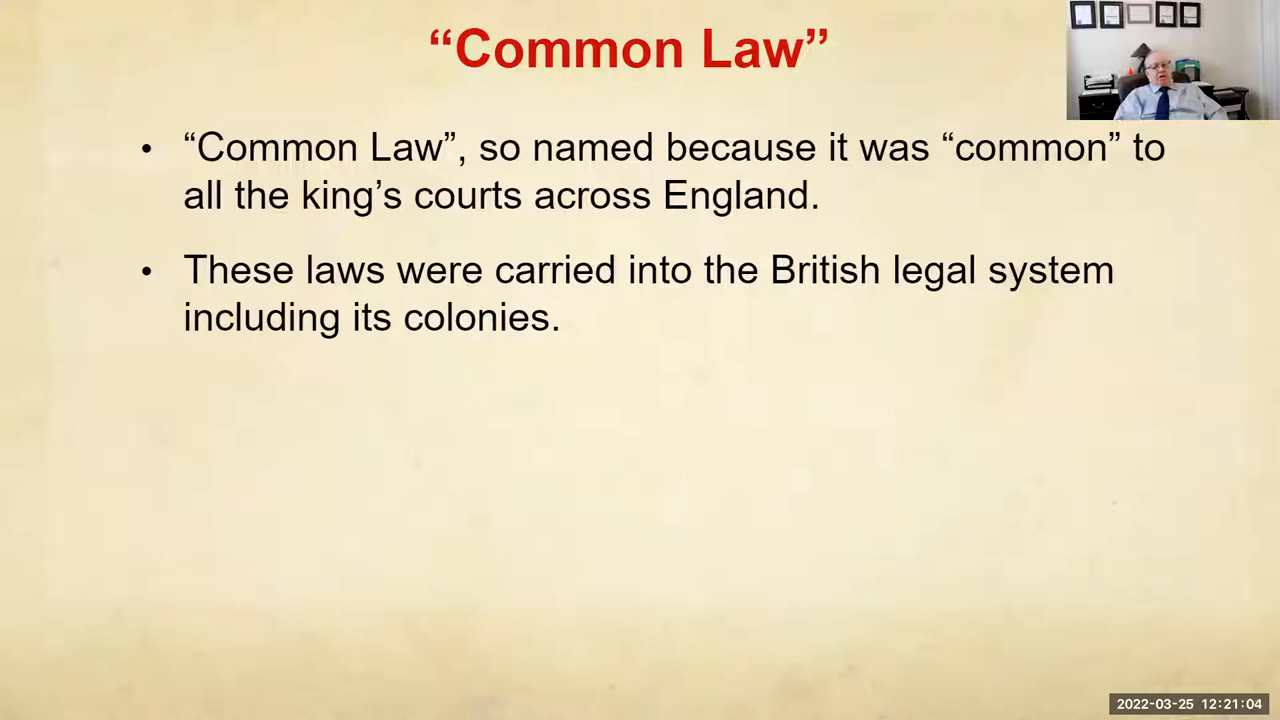 “Common Law”
• “Common Law”, so named because it was “common” to
all the king’s courts across England.
• These laws were carried into the British legal system
including its colonies.
2022-03-25 12:21:04